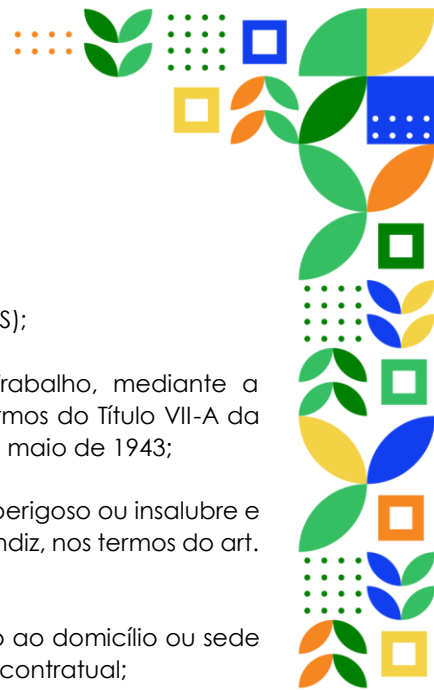 S);
Trabalho, mediante a
rmos do Título VII-A da
maio de 1943;
perigoso ou insalubre e
ndiz, nos termos do art.
o ao domicílio ou sede
contratual;